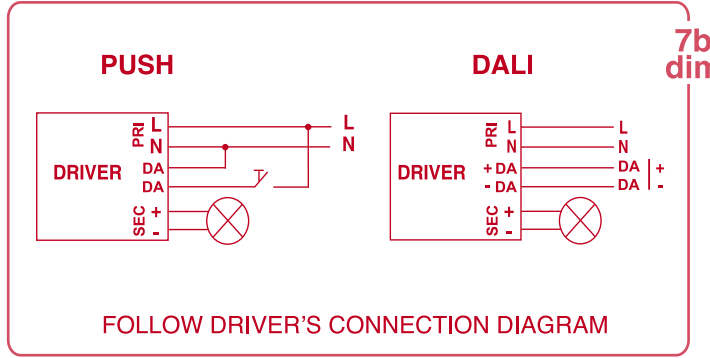 7b
dim
PUSH
PRI L L
N N
DRIVER DA
DA
SEC +
-
DALI
PRI L L
N N
DRIVER + DA DA +
- DA DA -
SEC +
-
FOLLOW DRIVER'S CONNECTION DIAGRAM